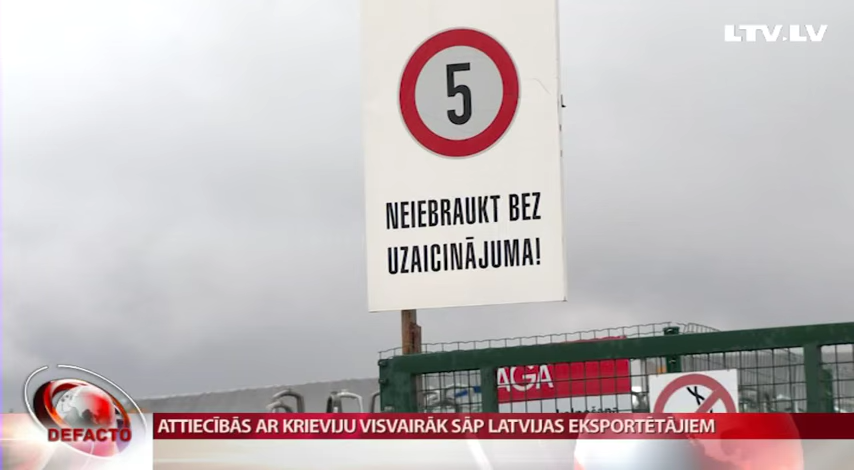 LTV.LV
5
NEIEBRAUKT BEZ
UZAICINĀJUMA!
AGA
DEFACTO
ATTIECĪBĀS AR KRIEVIJU VISVAIRĀK SĀP LATVIJAS EKSPORTĒTĀJIEM